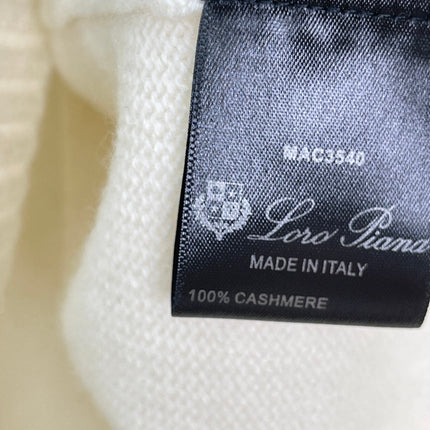 MAC3540
Loro Piana
MADE IN ITALY
100% CASHMERE